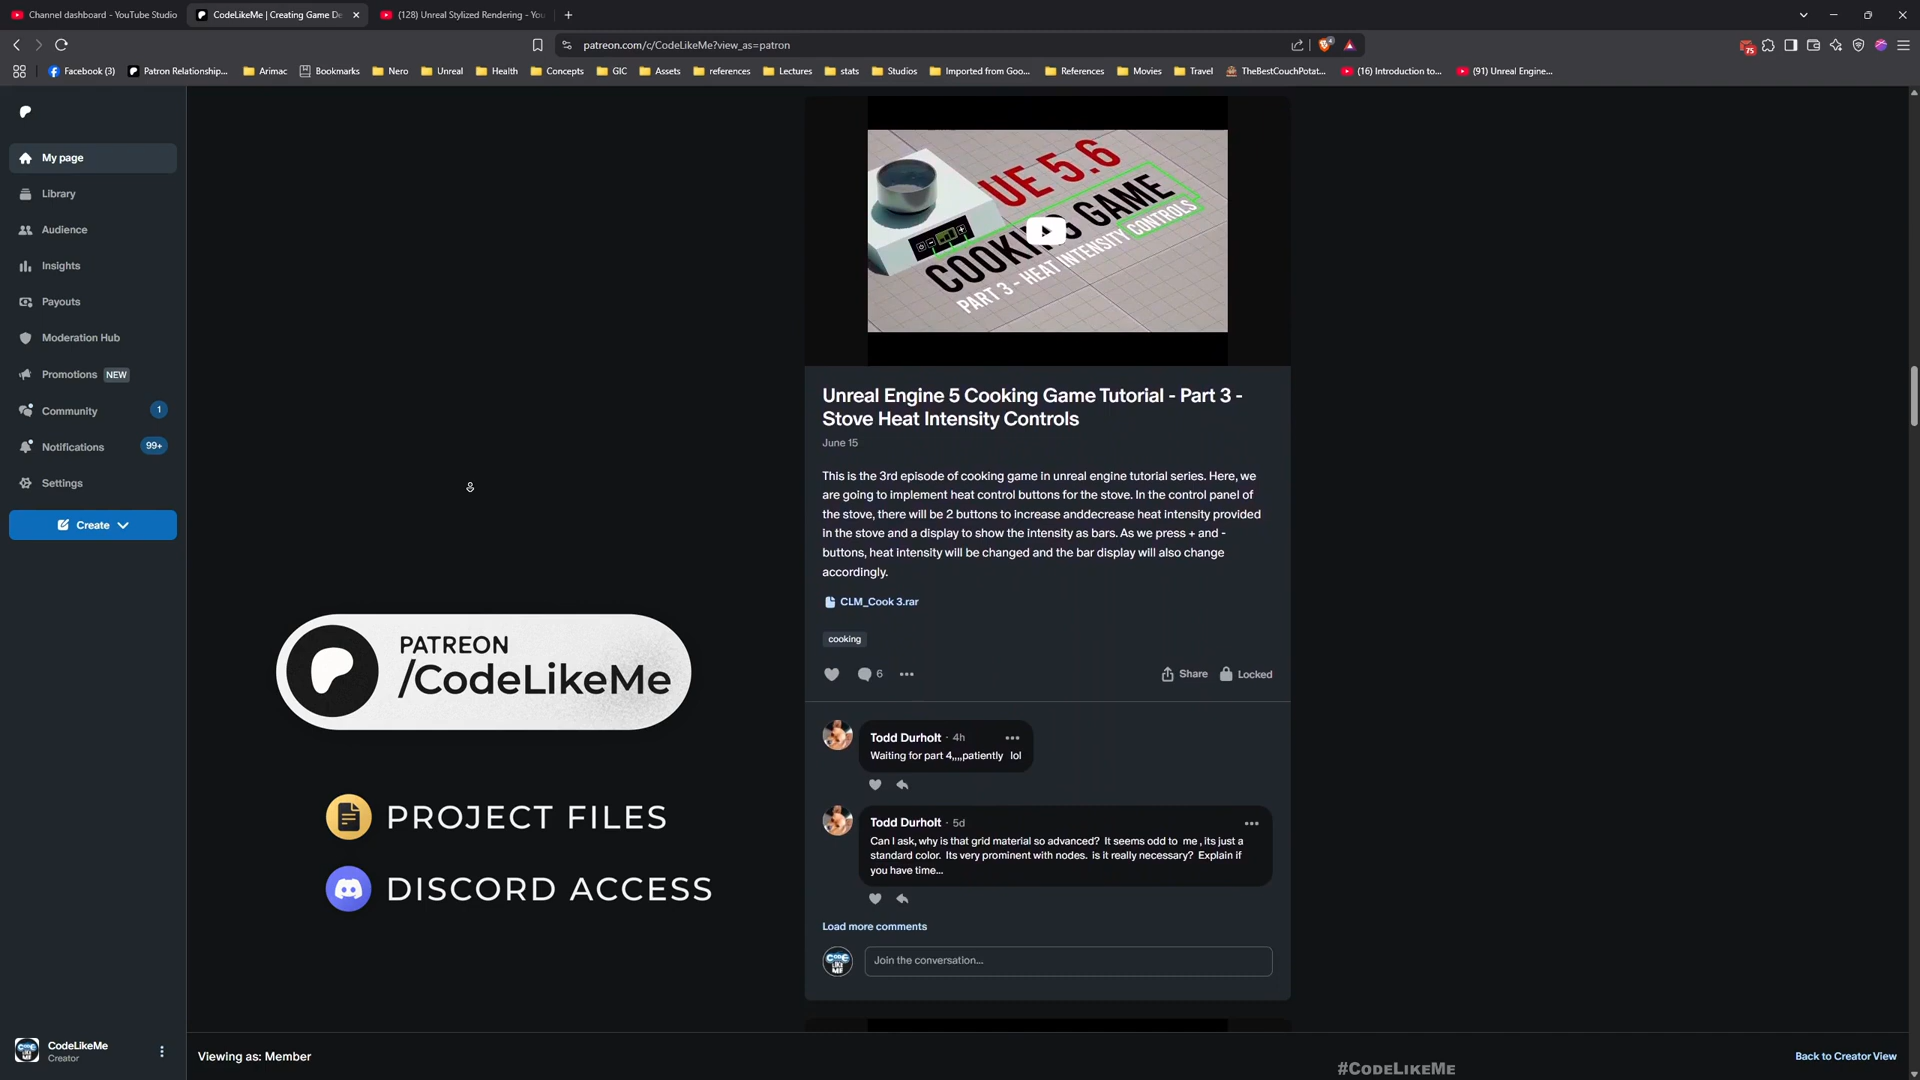 Channel dashboard - YouTube Studio
CodeLikeMe | Creating Game De
(128) Unreal Stylized Rendering - You
patreon.com/c/CodeLikeMe?view_as=patron
4
75
Facebook (3)
Patron Relationship...
Arimac
Bookmarks
Nero
Unreal
Health
Concepts
GIC
Assets
references
Lectures
stats
Studios
Imported from Goo...
References
Movies
Travel
TheBestCouchPotat...
(16) Introduction to...
(91) Unreal Engine...
My page
Library
Audience
Insights
Payouts
Moderation Hub
Promotions NEW
Community 1
Notifications 99+
Settings
Create
PATREON
/CodeLikeMe
PROJECT FILES
DISCORD ACCESS
UE 5.6
COOKING GAME
PART 3 - HEAT INTENSITY CONTROLS
Unreal Engine 5 Cooking Game Tutorial - Part 3 -
Stove Heat Intensity Controls
June 15
This is the 3rd episode of cooking game in unreal engine tutorial series. Here, we
are going to implement heat control buttons for the stove. In the control panel of
the stove, there will be 2 buttons to increase anddecrease heat intensity provided
in the stove and a display to show the intensity as bars. As we press + and -
buttons, heat intensity will be changed and the bar display will also change
accordingly.
CLM_Cook 3.rar
cooking
6
Share
Locked
Todd Durholt · 4h
Waiting for part 4,,,,patiently lol
Todd Durholt · 5d
Can I ask, why is that grid material so advanced? It seems odd to me , its just a
standard color. Its very prominent with nodes. is it really necessary? Explain if
you have time...
Load more comments
CODE
LIKE
ME
Join the conversation...
CodeLikeMe
Creator
Viewing as: Member
Back to Creator View
#CodeLikeMe